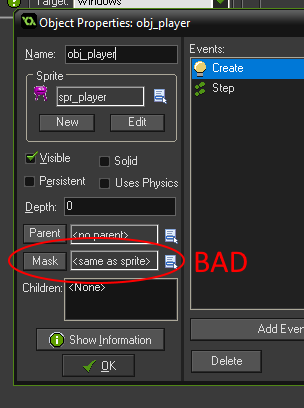 Target: Windows
Object Properties: obj_player
Name: obj_player
Events:
Sprite
spr_player
New Edit
Create
Step
Visible Solid
Persistent Uses Physics
Depth: 0
Parent <no parent>
Mask <same as sprite> BAD
Children: <None>
Show Information
OK
Add Even
Delete